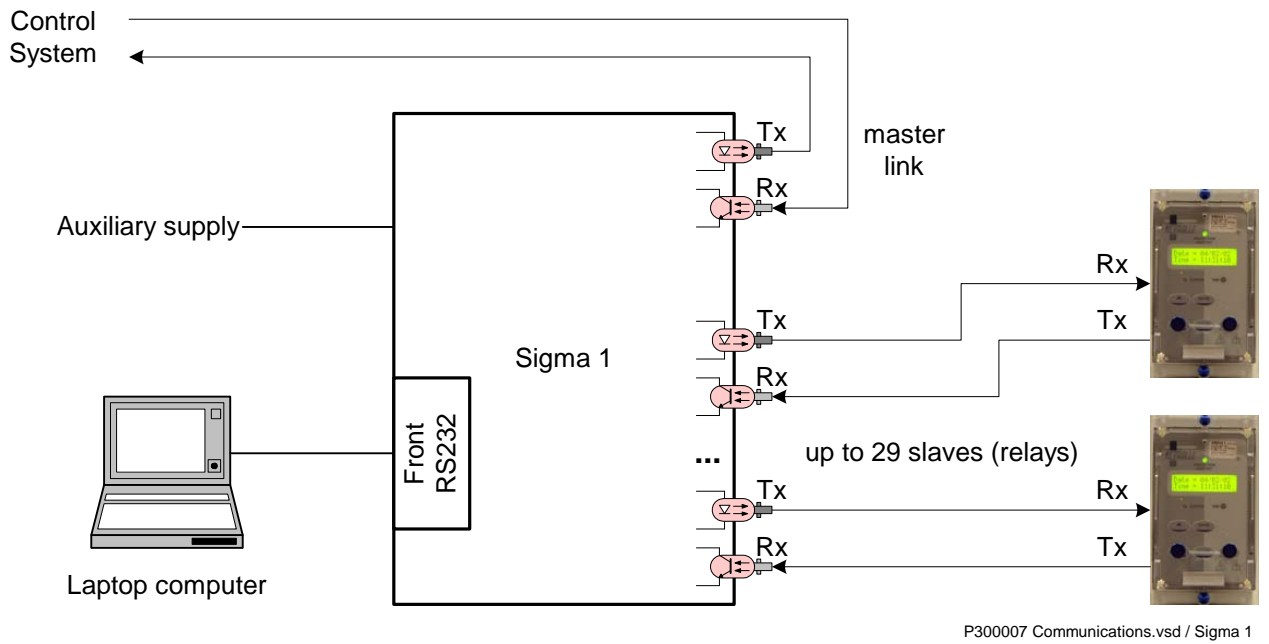 Control
System
Tx
master
link
Rx
Auxiliary supply
Rx
Tx
Tx
Sigma 1
Rx
Front
RS232
...
up to 29 slaves (relays)
Tx
Rx
Rx
Tx
Laptop computer
P300007 Communications.vsd / Sigma 1